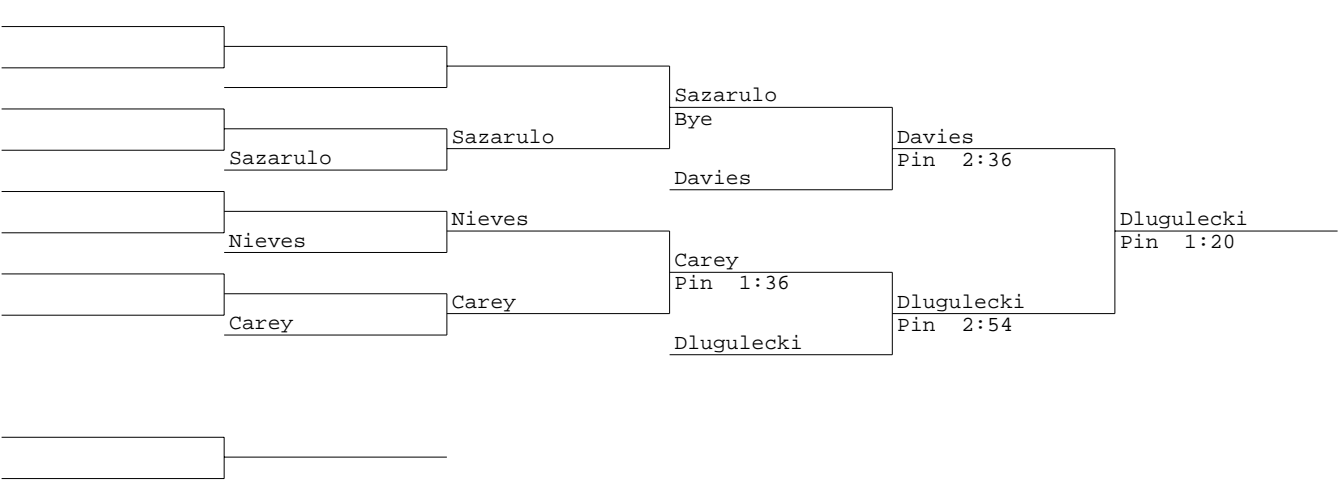 Sazarulo
Bye
Sazarulo
Davies
Pin 2:36
Sazarulo
Davies
Nieves
Dlugulecki
Nieves
Pin 1:20
Carey
Pin 1:36
Carey
Dlugulecki
Carey
Pin 2:54
Dlugulecki